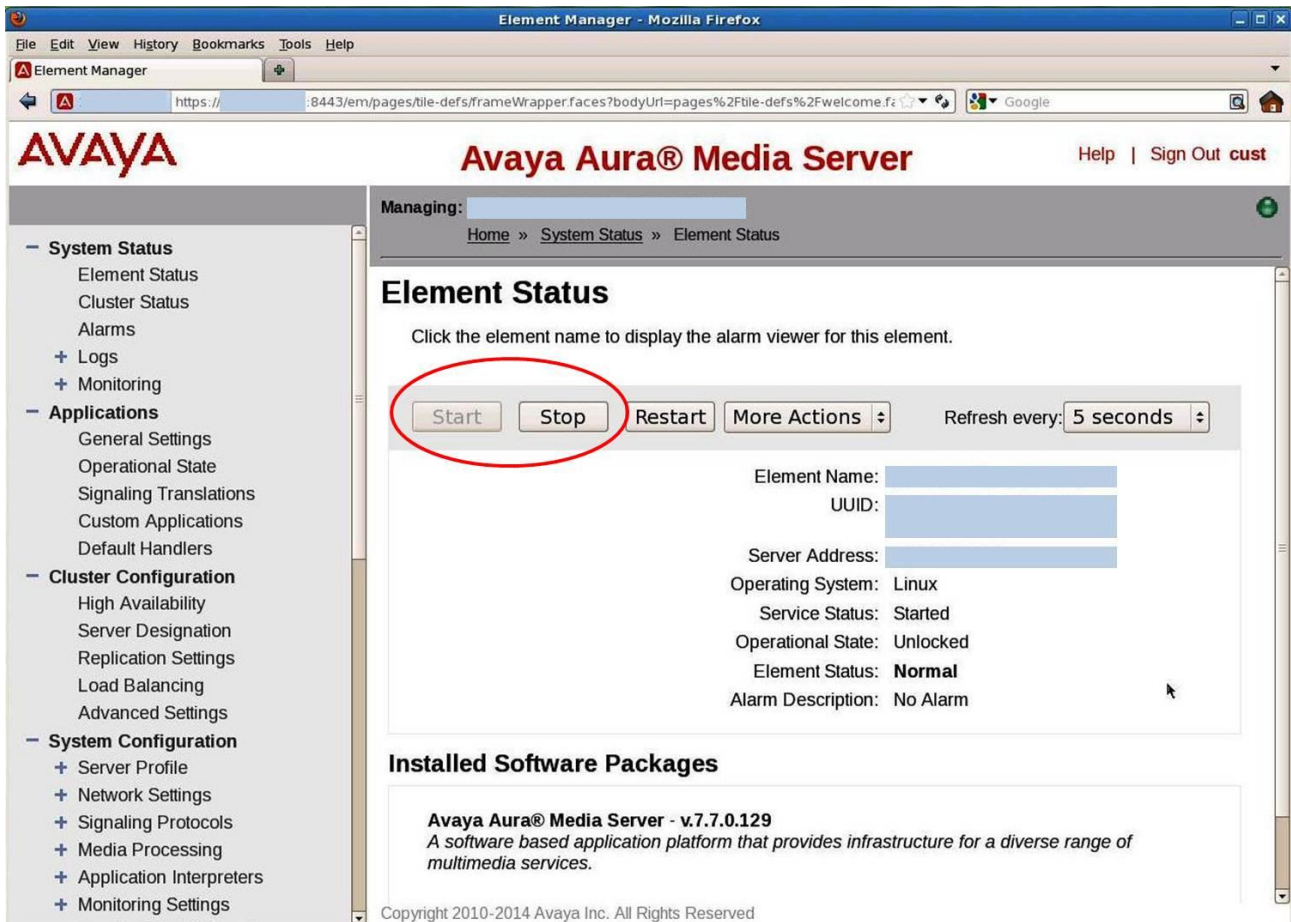 Element Manager - Mozilla Firefox
File Edit View History Bookmarks Tools Help
Element Manager
https:// :8443/em/pages/tile-defs/frameWrapper.faces?bodyUrl=pages%2Ftile-defs%2Fwelcome.fa Google
AVAYA
Avaya Aura® Media Server
Help | Sign Out cust
Managing:
Home » System Status » Element Status
− System Status
Element Status
Cluster Status
Alarms
+ Logs
+ Monitoring
− Applications
General Settings
Operational State
Signaling Translations
Custom Applications
Default Handlers
− Cluster Configuration
High Availability
Server Designation
Replication Settings
Load Balancing
Advanced Settings
− System Configuration
+ Server Profile
+ Network Settings
+ Signaling Protocols
+ Media Processing
+ Application Interpreters
+ Monitoring Settings
Element Status
Click the element name to display the alarm viewer for this element.
Start Stop Restart More Actions Refresh every: 5 seconds
Element Name:
UUID:
Server Address:
Operating System: Linux
Service Status: Started
Operational State: Unlocked
Element Status: Normal
Alarm Description: No Alarm
Installed Software Packages
Avaya Aura® Media Server - v.7.7.0.129
A software based application platform that provides infrastructure for a diverse range of
multimedia services.
Copyright 2010-2014 Avaya Inc. All Rights Reserved